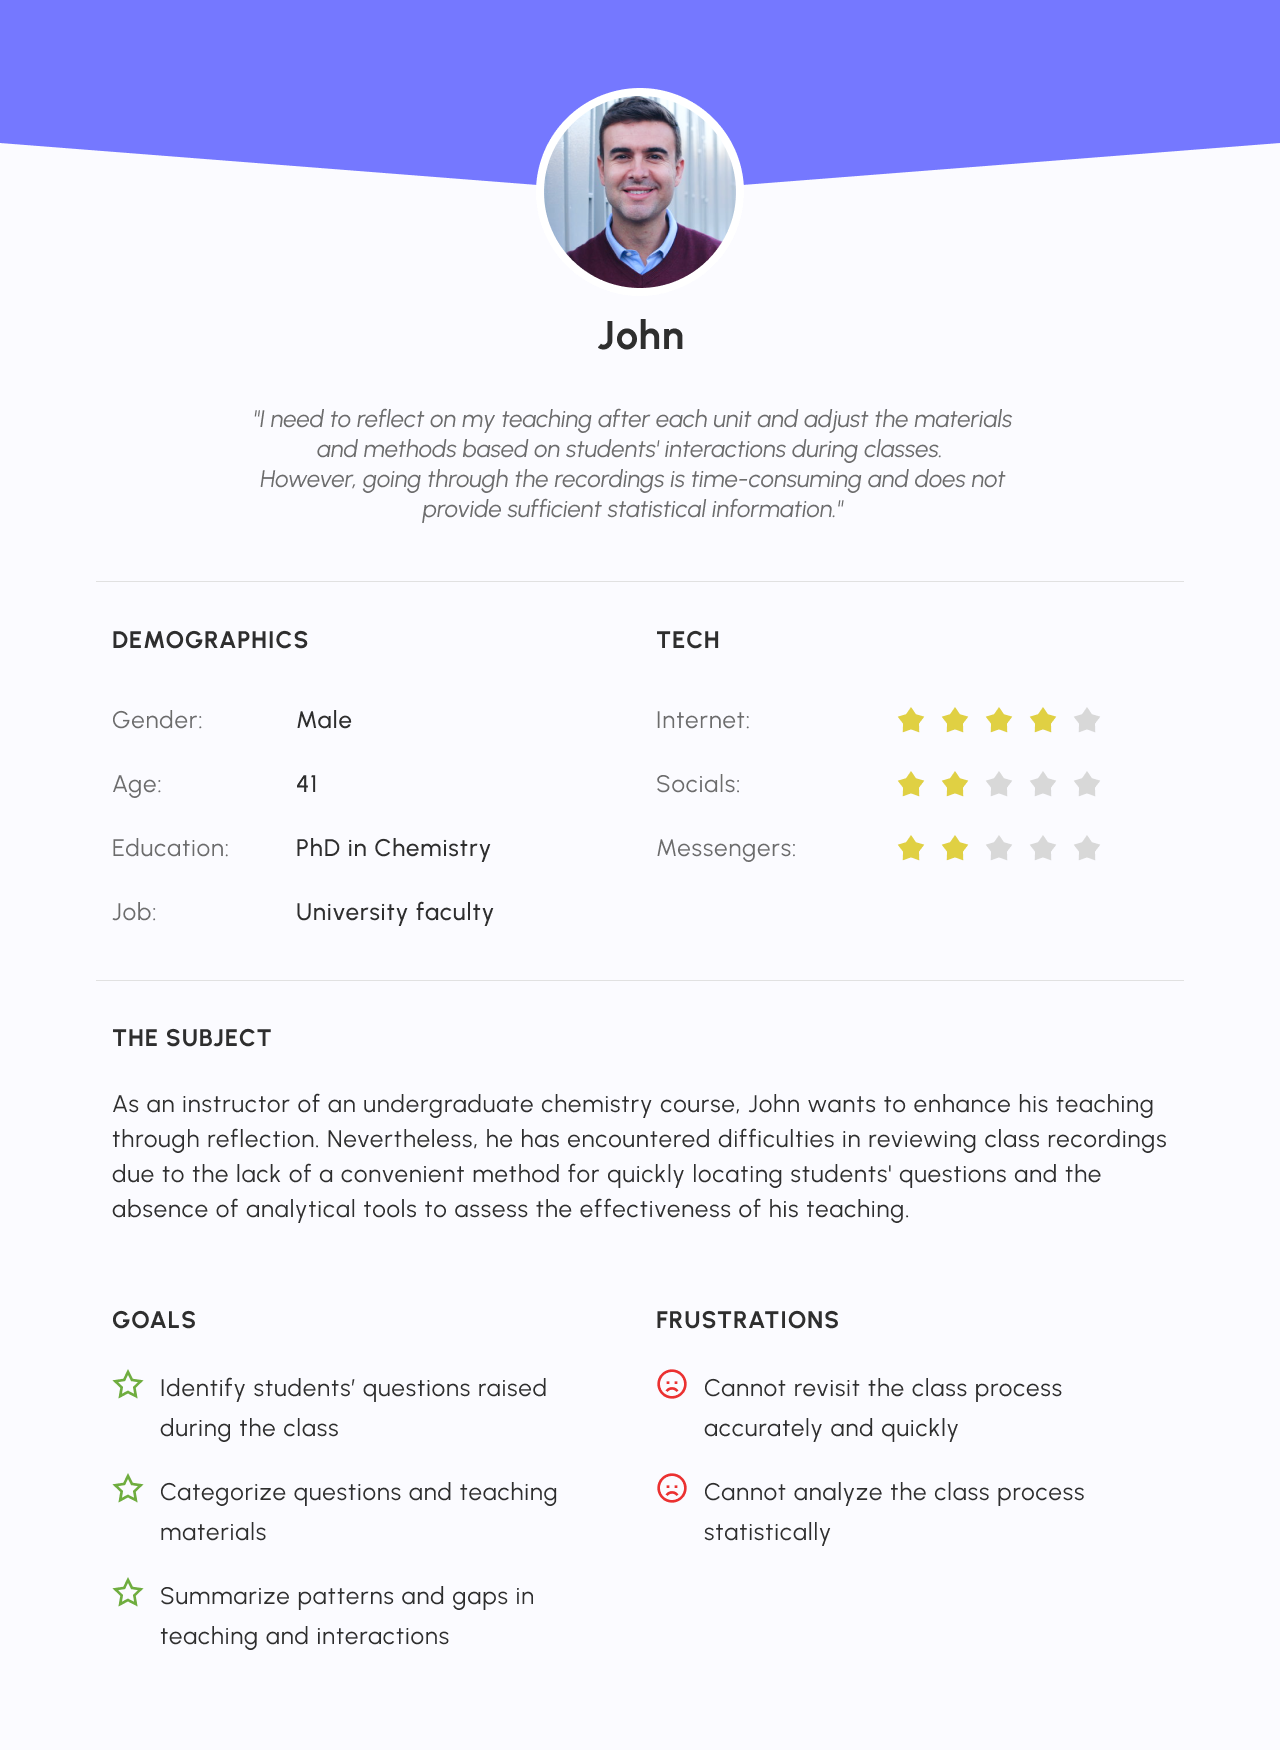 John
"I need to reflect on my teaching after each unit and adjust the materials
and methods based on students' interactions during classes.
However, going through the recordings is time-consuming and does not
provide sufficient statistical information."
DEMOGRAPHICS
Gender: Male
Age: 41
Education: PhD in Chemistry
Job: University faculty
TECH
Internet:
Socials:
Messengers:
THE SUBJECT
As an instructor of an undergraduate chemistry course, John wants to enhance his teaching
through reflection. Nevertheless, he has encountered difficulties in reviewing class recordings
due to the lack of a convenient method for quickly locating students' questions and the
absence of analytical tools to assess the effectiveness of his teaching.
GOALS
Identify students’ questions raised
during the class
Categorize questions and teaching
materials
Summarize patterns and gaps in
teaching and interactions
FRUSTRATIONS
Cannot revisit the class process
accurately and quickly
Cannot analyze the class process
statistically